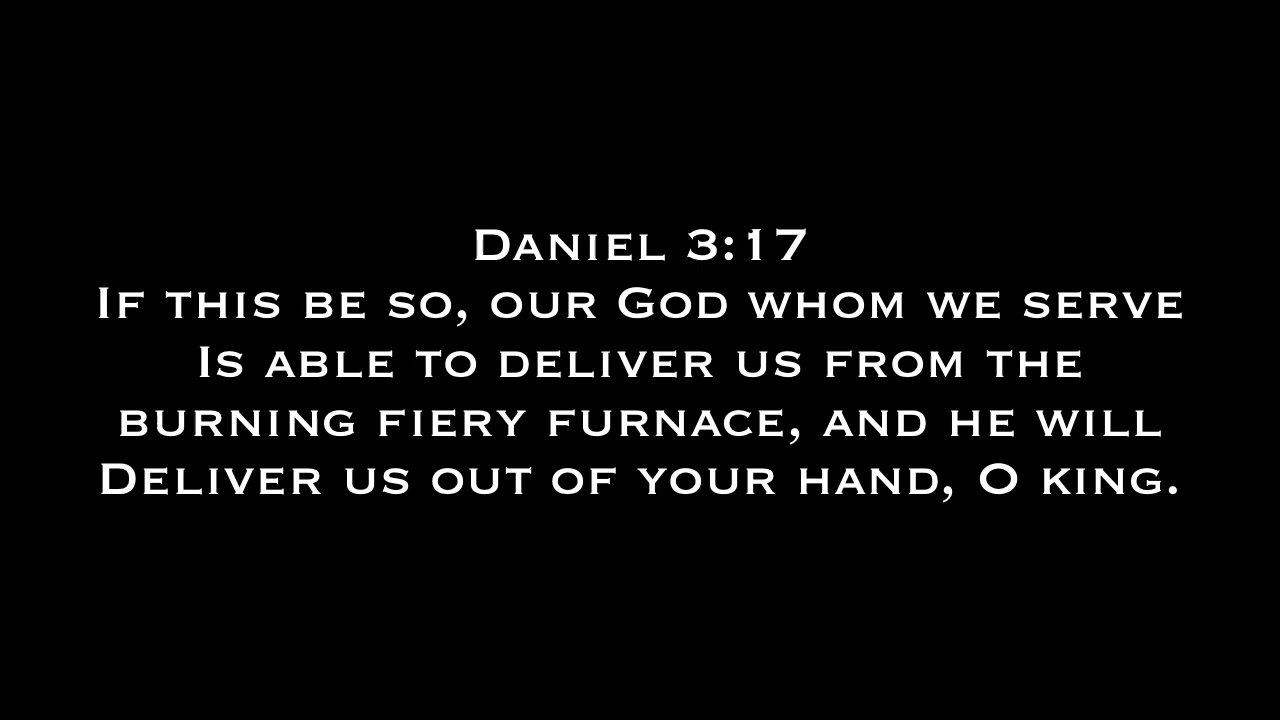 Daniel 3:17
If this be so, our God whom we serve
Is able to deliver us from the
burning fiery furnace, and he will
Deliver us out of your hand, O king.